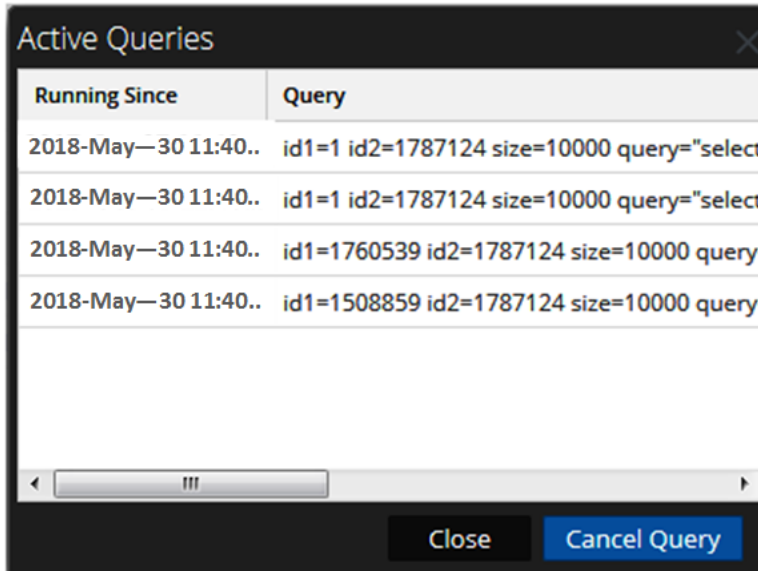 Active Queries
Running Since Query
2018-May—30 11:40.. id1=1 id2=1787124 size=10000 query="select
2018-May—30 11:40.. id1=1 id2=1787124 size=10000 query="select
2018-May—30 11:40.. id1=1760539 id2=1787124 size=10000 query
2018-May—30 11:40.. id1=1508859 id2=1787124 size=10000 query
Close Cancel Query